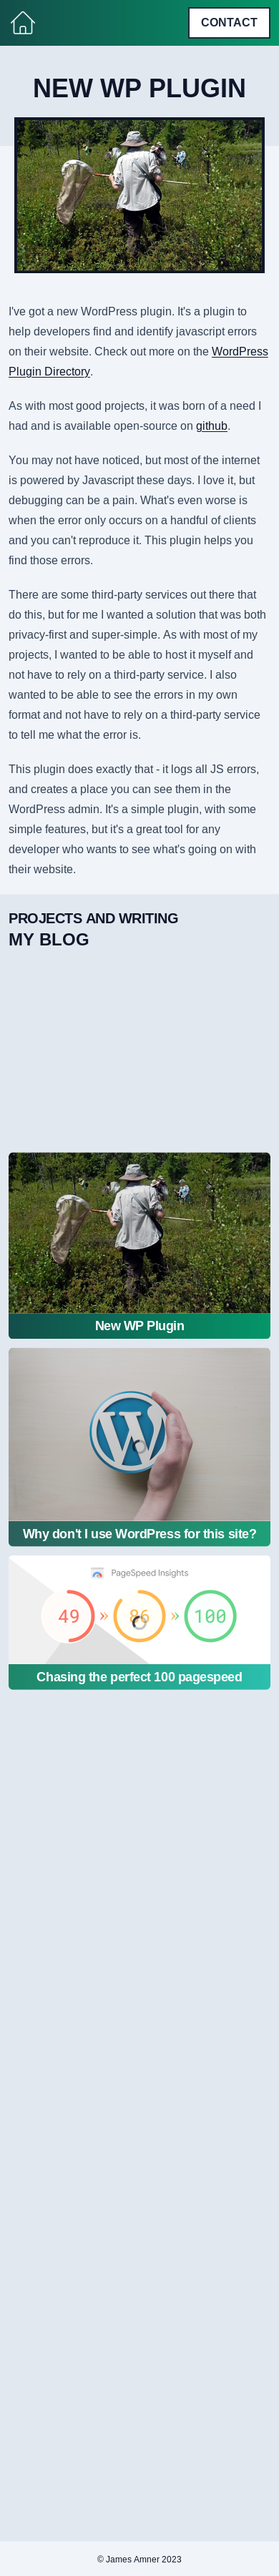 CONTACT
NEW WP PLUGIN
I've got a new WordPress plugin. It's a plugin to
help developers find and identify javascript errors
on their website. Check out more on the WordPress
Plugin Directory.
As with most good projects, it was born of a need I
had and is available open-source on github.
You may not have noticed, but most of the internet
is powered by Javascript these days. I love it, but
debugging can be a pain. What's even worse is
when the error only occurs on a handful of clients
and you can't reproduce it. This plugin helps you
find those errors.
There are some third-party services out there that
do this, but for me I wanted a solution that was both
privacy-first and super-simple. As with most of my
projects, I wanted to be able to host it myself and
not have to rely on a third-party service. I also
wanted to be able to see the errors in my own
format and not have to rely on a third-party service
to tell me what the error is.
This plugin does exactly that - it logs all JS errors,
and creates a place you can see them in the
WordPress admin. It's a simple plugin, with some
simple features, but it's a great tool for any
developer who wants to see what's going on with
their website.
PROJECTS AND WRITING
MY BLOG
New WP Plugin
Why don't I use WordPress for this site?
PageSpeed Insights
49 » 86 » 100
Chasing the perfect 100 pagespeed
© James Amner 2023